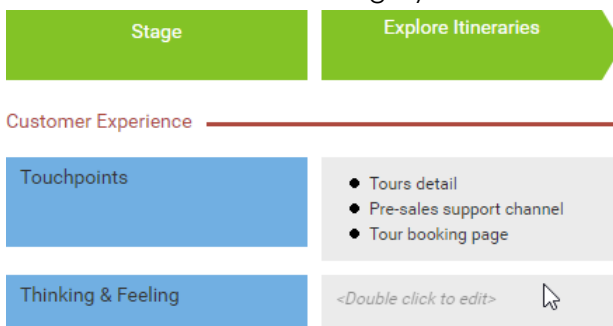 Stage
Explore Itineraries
Customer Experience
Touchpoints
Tours detail
Pre-sales support channel
Tour booking page
Thinking & Feeling
<Double click to edit>